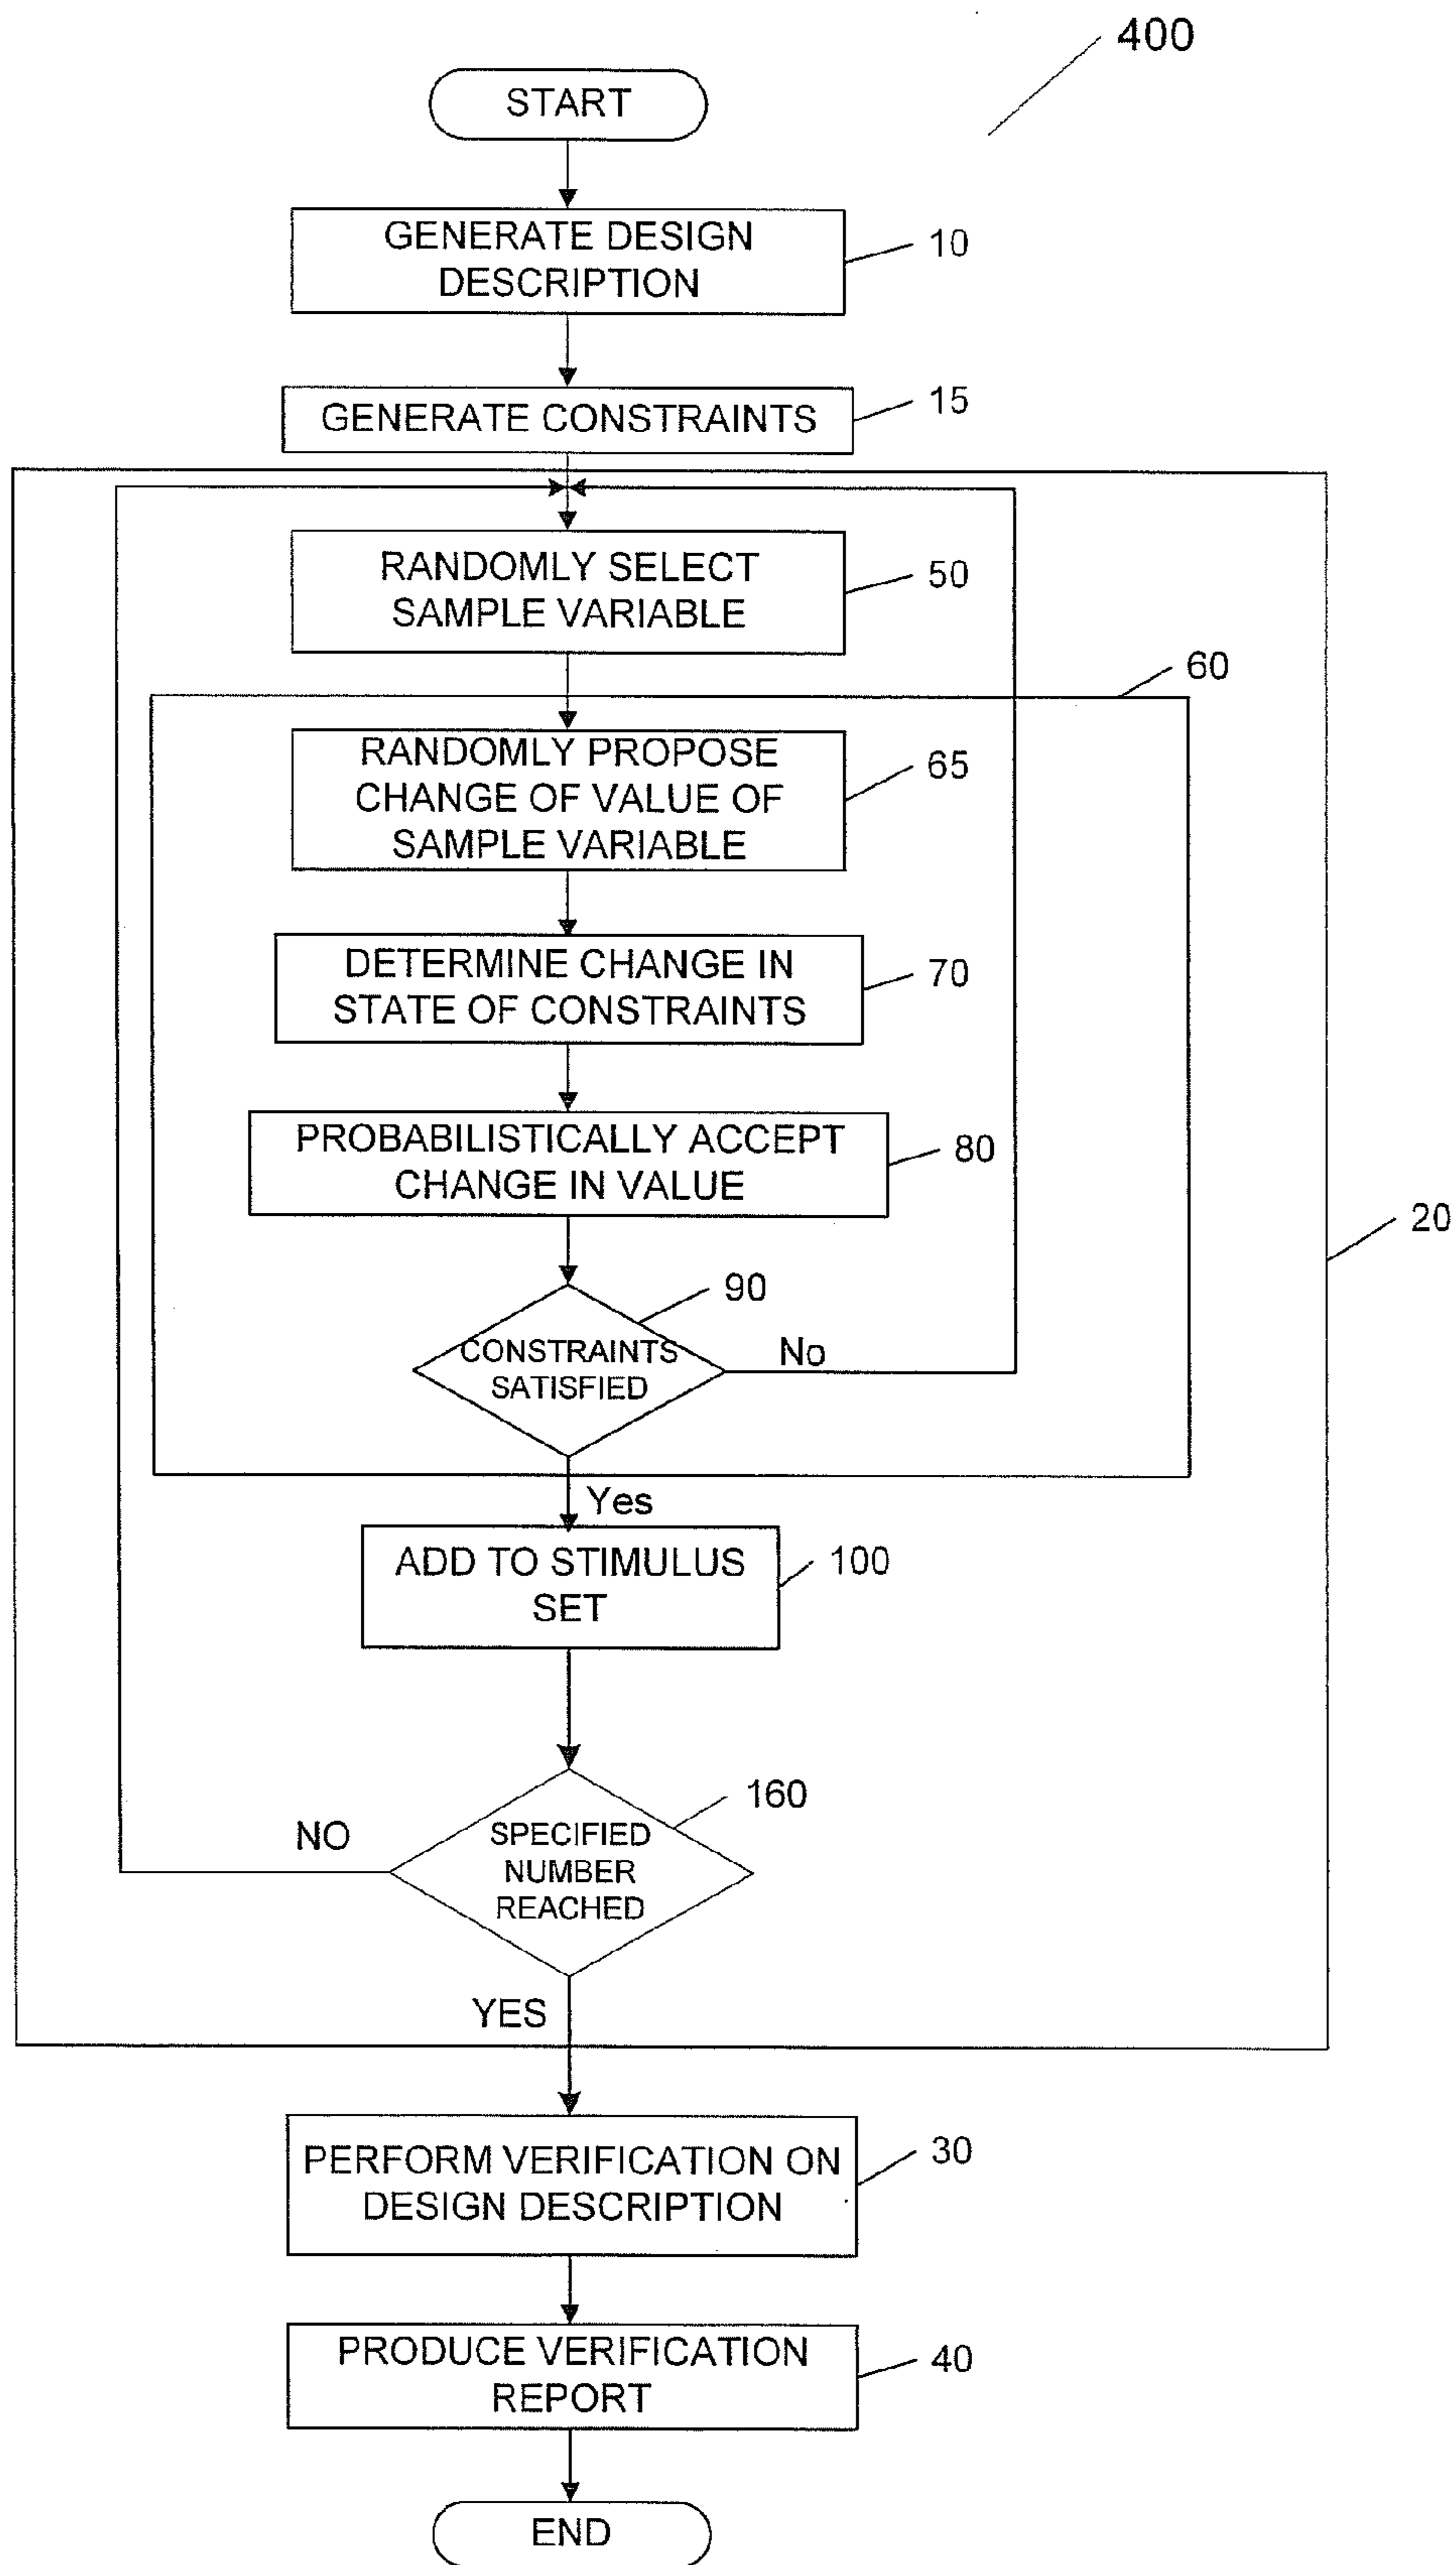 400
START
GENERATE DESIGN
DESCRIPTION
10
GENERATE CONSTRAINTS
15
RANDOMLY SELECT
SAMPLE VARIABLE
50
60
RANDOMLY PROPOSE
CHANGE OF VALUE OF
SAMPLE VARIABLE
65
DETERMINE CHANGE IN
STATE OF CONSTRAINTS
70
PROBABILISTICALLY ACCEPT
CHANGE IN VALUE
80
20
90
CONSTRAINTS
SATISFIED
No
Yes
ADD TO STIMULUS
SET
100
160
SPECIFIED
NUMBER
REACHED
NO
YES
PERFORM VERIFICATION ON
DESIGN DESCRIPTION
30
PRODUCE VERIFICATION
REPORT
40
END